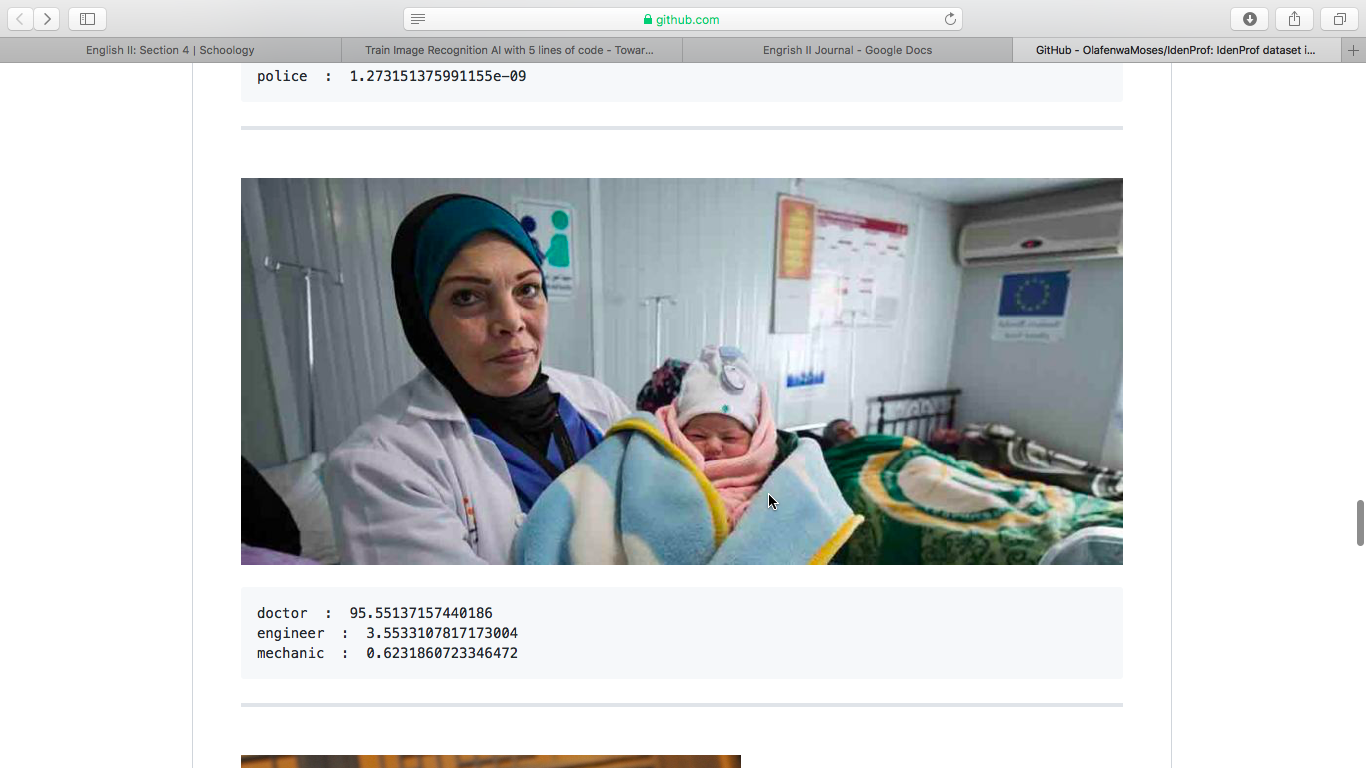 github.com
English II: Section 4 | Schoology
Train Image Recognition AI with 5 lines of code - Towar...
Engrish II Journal - Google Docs
GitHub - OlafenwaMoses/IdenProf: IdenProf dataset i...
police : 1.273151375991155e-09
doctor : 95.55137157440186
engineer : 3.5533107817173004
mechanic : 0.6231860723346472